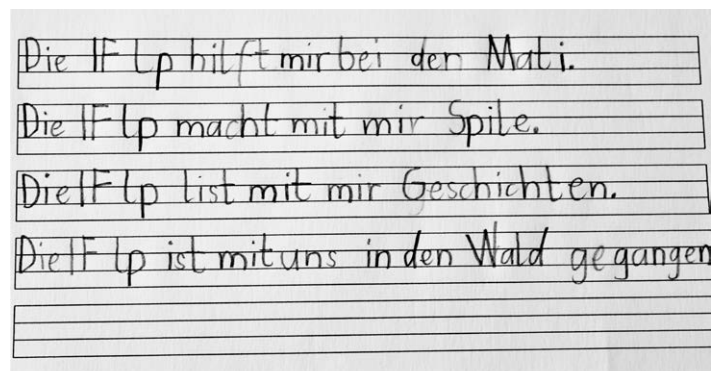 Die IF Lp hilft mir bei den Mati.
Die IF Lp macht mit mir Spile.
Die IF Lp list mit mir Geschichten.
Die IF Lp ist mit uns in den Wald gegangen